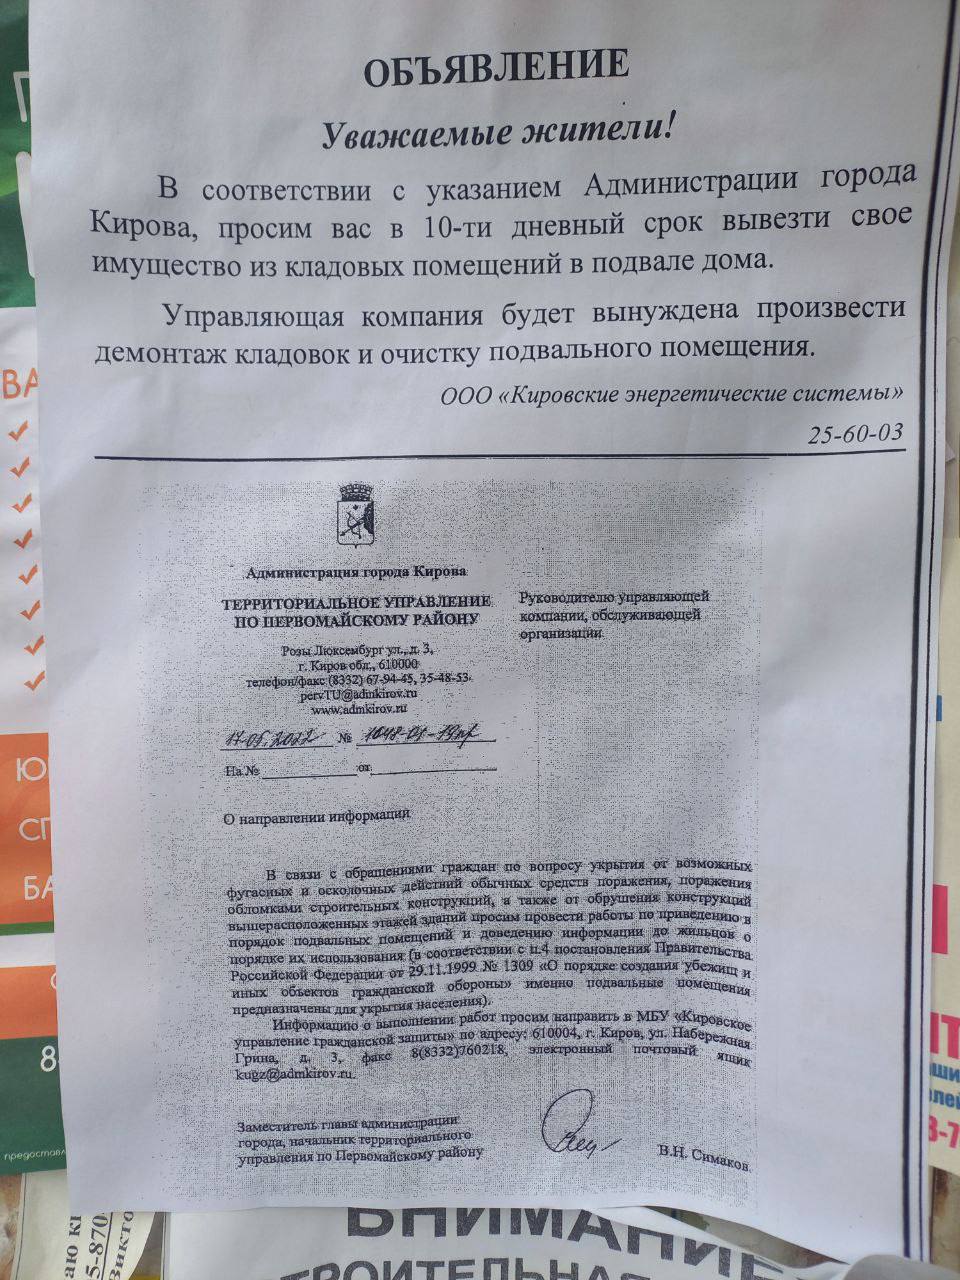 ОБЪЯВЛЕНИЕ
Уважаемые жители!
В соответствии с указанием Администрации города
Кирова, просим вас в 10-ти дневный срок вывезти свое
имущество из кладовых помещений в подвале дома.
Управляющая компания будет вынуждена произвести
демонтаж кладовок и очистку подвального помещения.
ООО «Кировские энергетические системы»
25-60-03
Администрация города Кирова
ТЕРРИТОРИАЛЬНОЕ УПРАВЛЕНИЕ
ПО ПЕРВОМАЙСКОМУ РАЙОНУ
Розы Люксембург ул., д. 3,
г. Киров обл., 610000
телефон/факс (8332) 67-94-45, 35-48-53
pervTU@admkirov.ru
www.admkirov.ru
17.05.2022 № 1048-01-19пр
На № от
Руководителю управляющей
компании, обслуживающей
организации
О направлении информации
В связи с обращениями граждан по вопросу укрытия от возможных
фугасных и осколочных действий обычных средств поражения, поражения
обломками строительных конструкций, а также от обрушения конструкций
вышерасположенных этажей зданий просим провести работы по приведению в
порядок подвальных помещений и доведению информации до жильцов о
порядке их использования (в соответствии с п.4 постановления Правительства
Российской Федерации от 29.11.1999 № 1309 «О порядке создания убежищ и
иных объектов гражданской обороны» именно подвальные помещения
предназначены для укрытия населения).
Информацию о выполнении работ просим направить в МБУ «Кировское
управление гражданской защиты» по адресу: 610004, г. Киров, ул. Набережная
Грина, д. 3, факс 8(8332)760218, электронный почтовый ящик
kugz@admkirov.ru.
Заместитель главы администрации
города, начальник территориального
управления по Первомайскому району
В.Н. Симаков
ВНИМАНИЕ